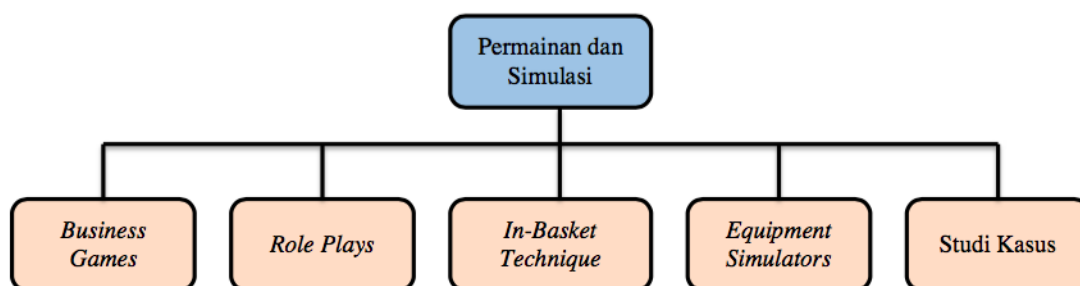 Permainan dan
Simulasi
Business
Games
Role Plays
In-Basket
Technique
Equipment
Simulators
Studi Kasus